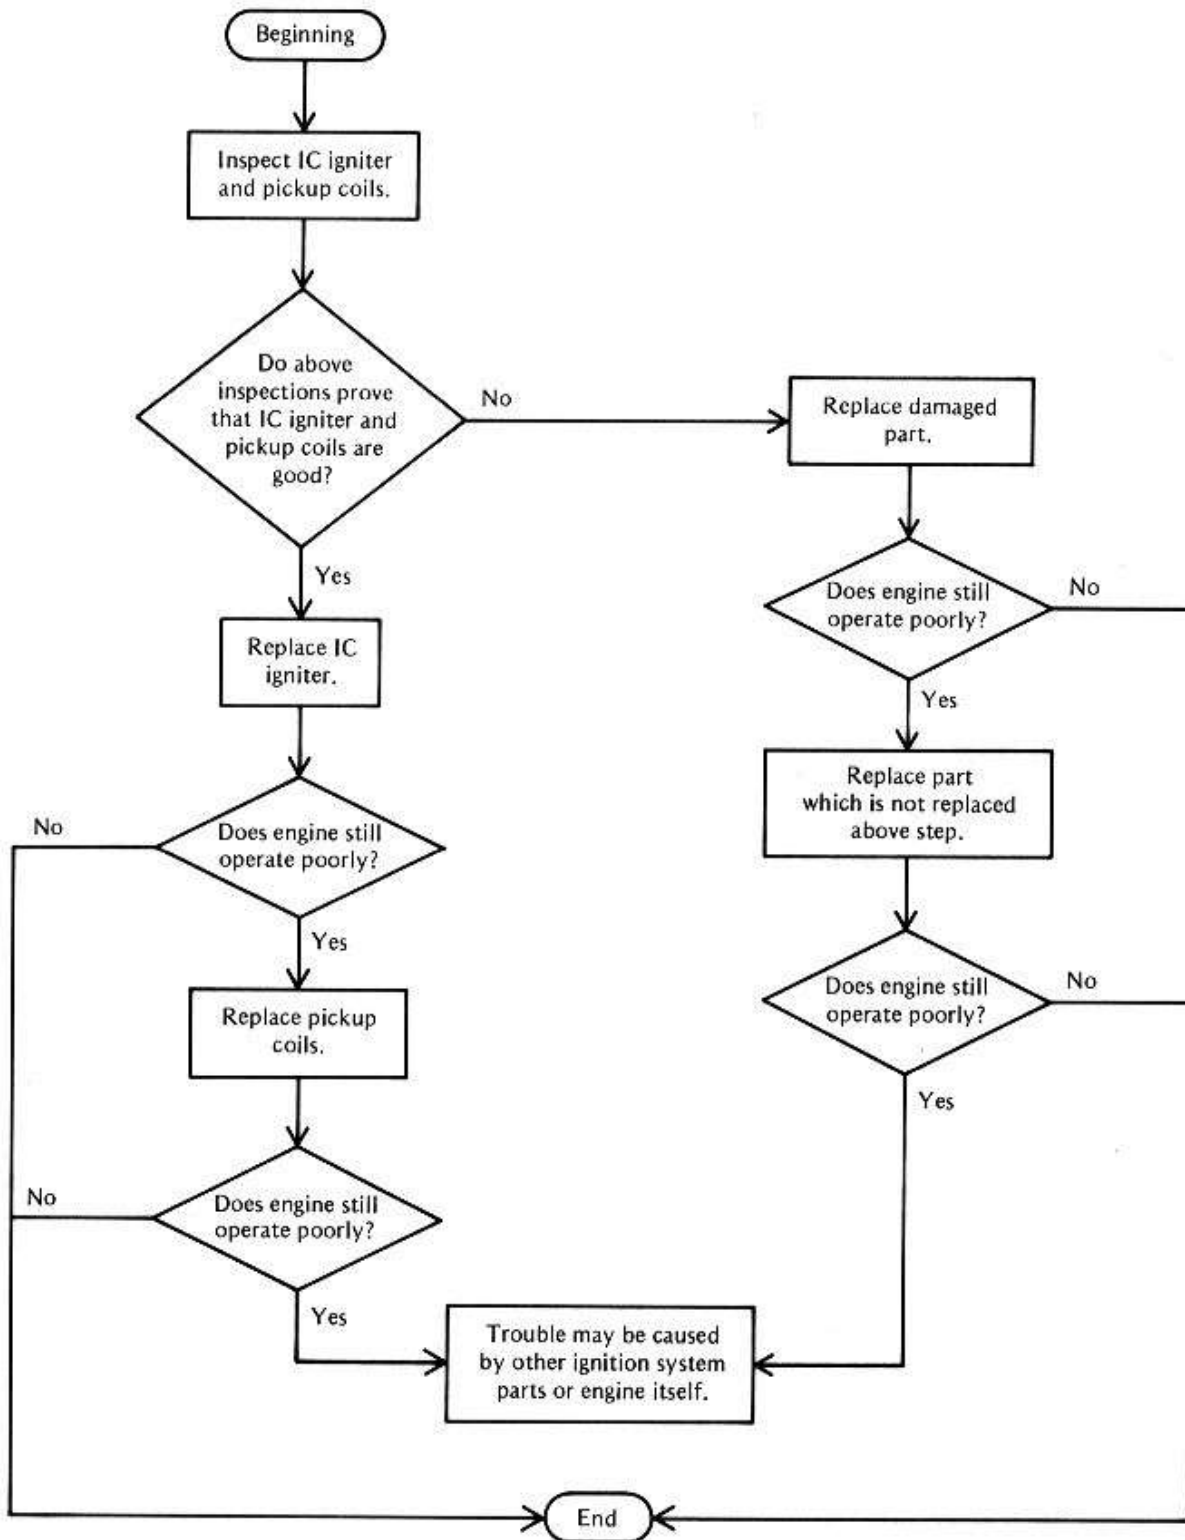 Beginning
Inspect IC igniter
and pickup coils.
Do above
inspections prove
that IC igniter and
pickup coils are
good?
No
Replace damaged
part.
Yes
Does engine still
operate poorly?
No
Replace IC
igniter.
Yes
Replace part
which is not replaced
above step.
Does engine still
operate poorly?
No
Yes
Does engine still
operate poorly?
No
Replace pickup
coils.
Yes
Does engine still
operate poorly?
No
Yes
Trouble may be caused
by other ignition system
parts or engine itself.
End